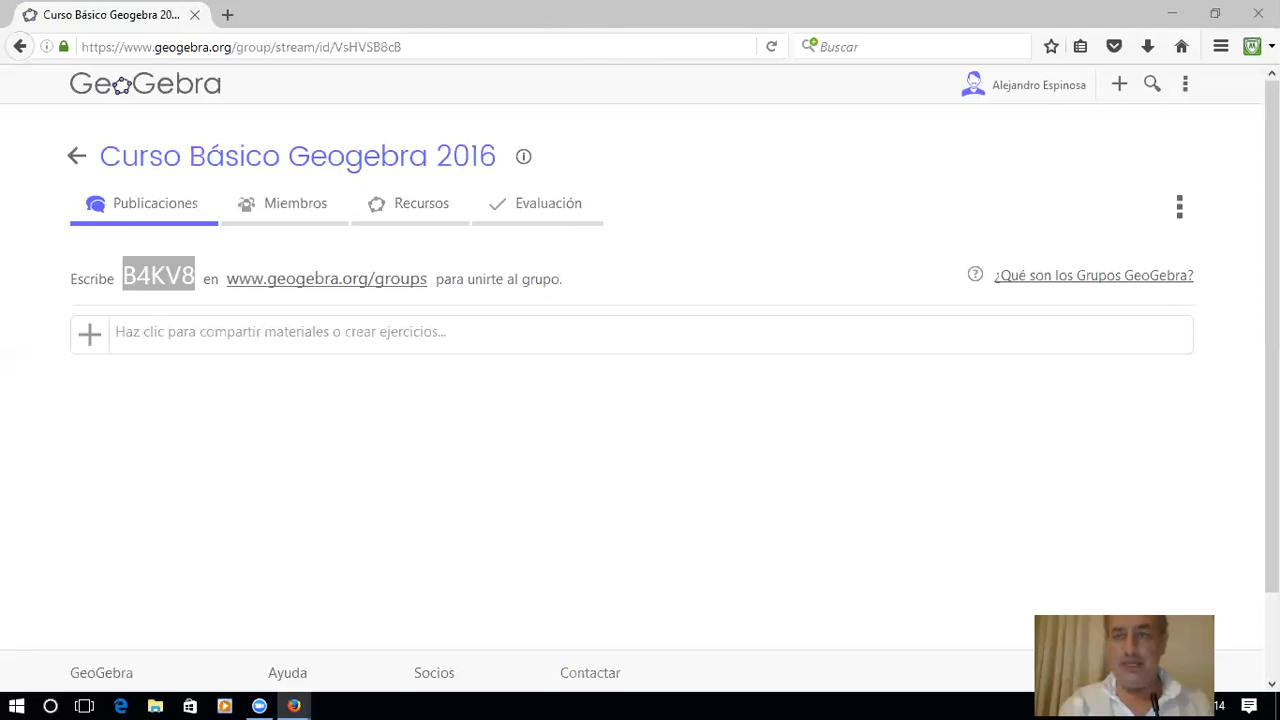 Curso Básico Geogebra 20...
https://www.geogebra.org/group/stream/id/VsHVSB8cB
Buscar
GeoGebra
Alejandro Espinosa
Curso Básico Geogebra 2016
Publicaciones
Miembros
Recursos
Evaluación
Escribe B4KV8 en www.geogebra.org/groups para unirte al grupo.
¿Qué son los Grupos GeoGebra?
Haz clic para compartir materiales o crear ejercicios...
GeoGebra
Ayuda
Socios
Contactar
14